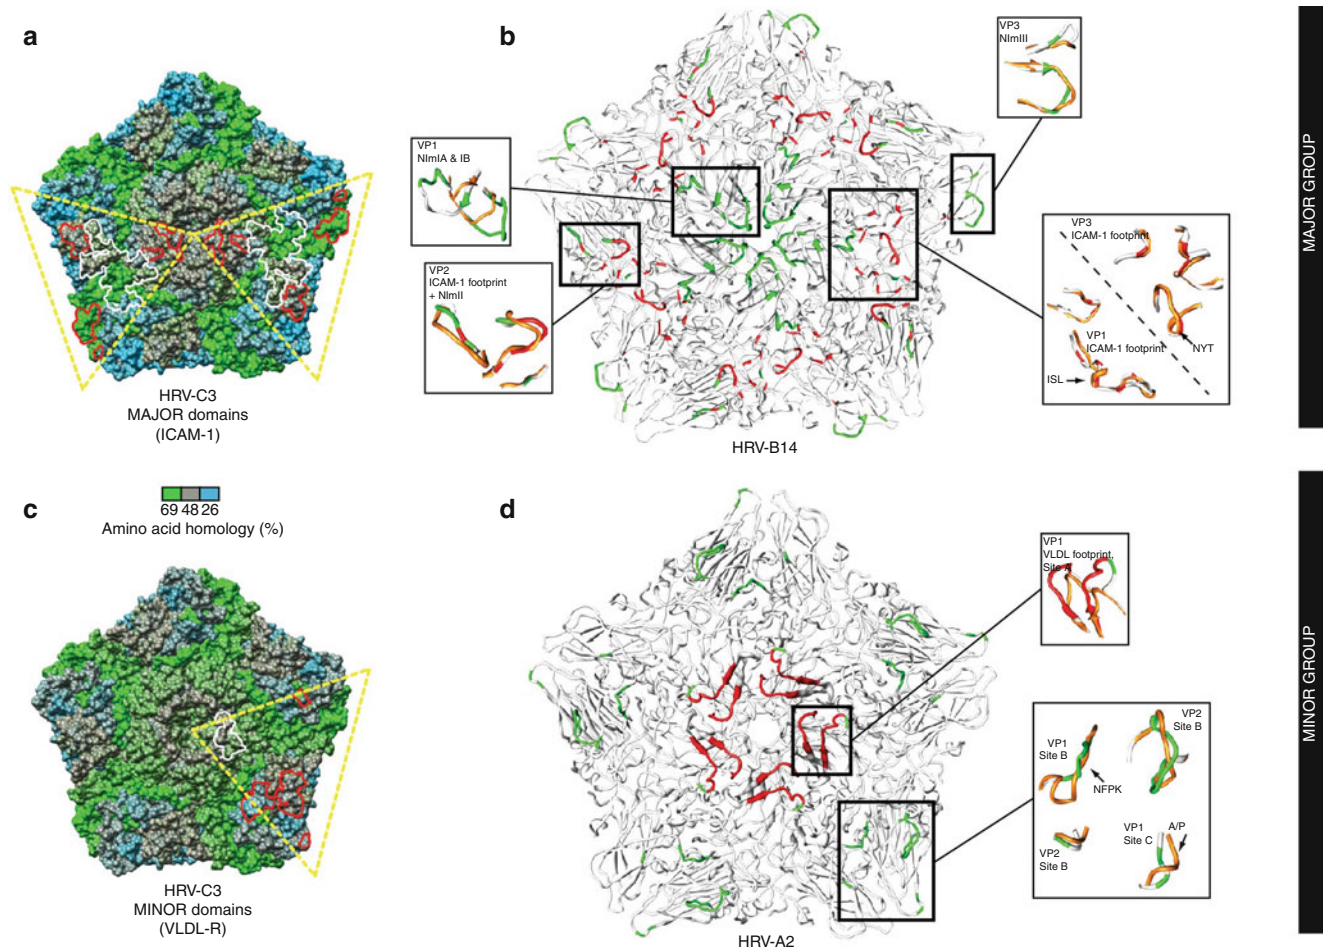 a
HRV-C3
MAJOR domains
(ICAM-1)
b
VP1
NImIA & IB
VP2
ICAM-1 footprint
+ NImII
VP3
NImIII
VP3
ICAM-1 footprint
NYT
VP1
ICAM-1 footprint
ISL
HRV-B14
MAJOR GROUP
69 48 26
Amino acid homology (%)
c
HRV-C3
MINOR domains
(VLDL-R)
d
VP1
VLDL footprint,
Site A
VP1
Site B
NFPK
VP2
Site B
VP2
Site B
VP1
Site C
A/P
HRV-A2
MINOR GROUP